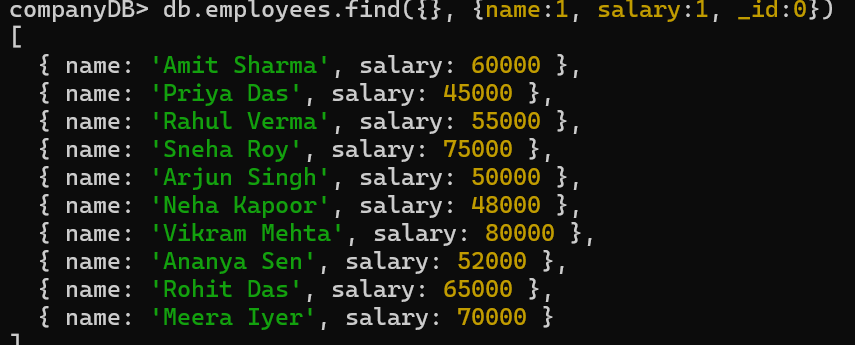 companyDB> db.employees.find({}, {name:1, salary:1, _id:0})
[
  { name: 'Amit Sharma', salary: 60000 },
  { name: 'Priya Das', salary: 45000 },
  { name: 'Rahul Verma', salary: 55000 },
  { name: 'Sneha Roy', salary: 75000 },
  { name: 'Arjun Singh', salary: 50000 },
  { name: 'Neha Kapoor', salary: 48000 },
  { name: 'Vikram Mehta', salary: 80000 },
  { name: 'Ananya Sen', salary: 52000 },
  { name: 'Rohit Das', salary: 65000 },
  { name: 'Meera Iyer', salary: 70000 }
]